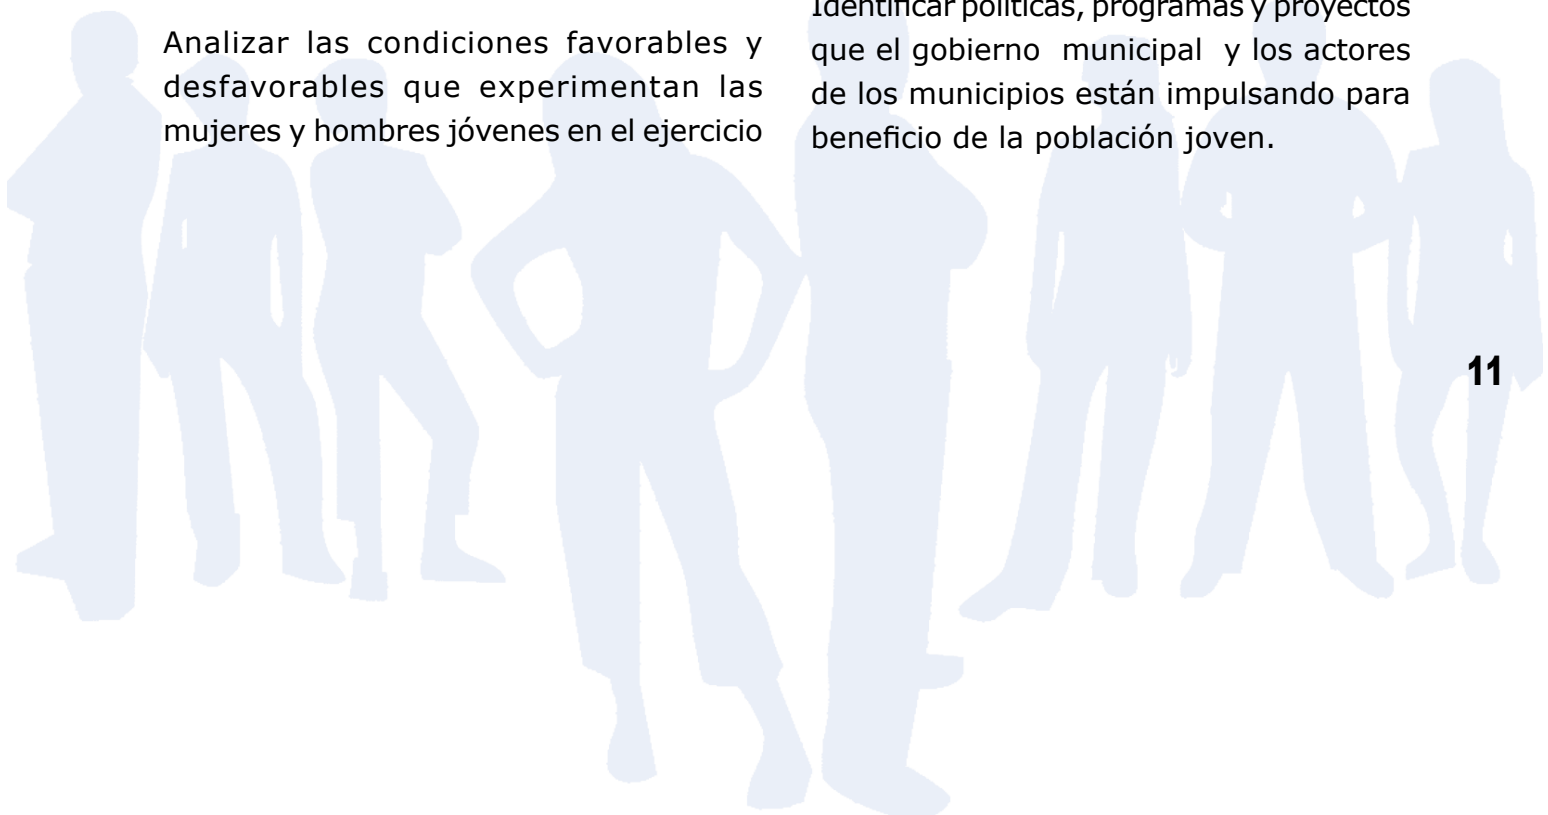 Analizar las condiciones favorables y
desfavorables que experimentan las
mujeres y hombres jóvenes en el ejercicio
Identificar políticas, programas y proyectos
que el gobierno municipal y los actores
de los municipios están impulsando para
beneficio de la población joven.
11